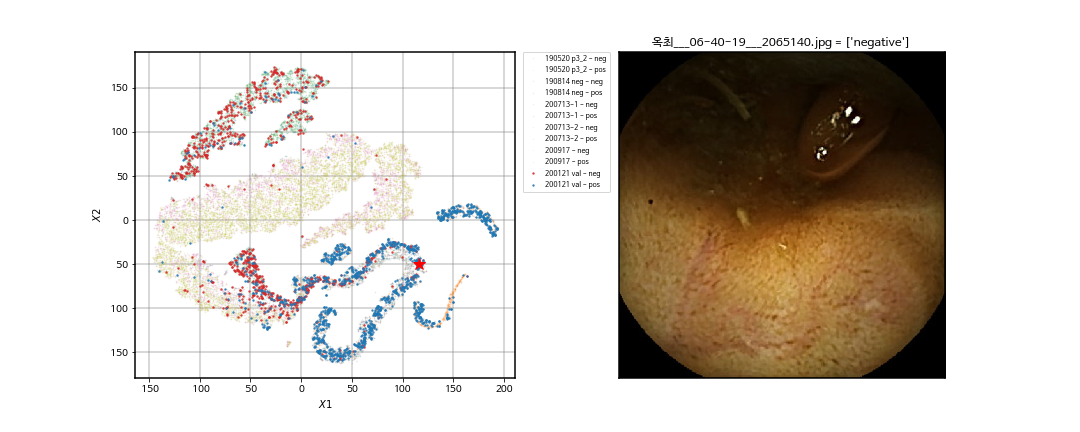 옥최___06-40-19___2065140.jpg = ['negative']
190520 p3_2 - neg
190520 p3_2 - pos
190814 neg - neg
190814 neg - pos
200713-1 - neg
200713-1 - pos
200713-2 - neg
200713-2 - pos
200917 - neg
200917 - pos
200121 val - neg
200121 val - pos
150
100
50
0
50
100
150
X2
150 100 50 0 50 100 150 200
X1